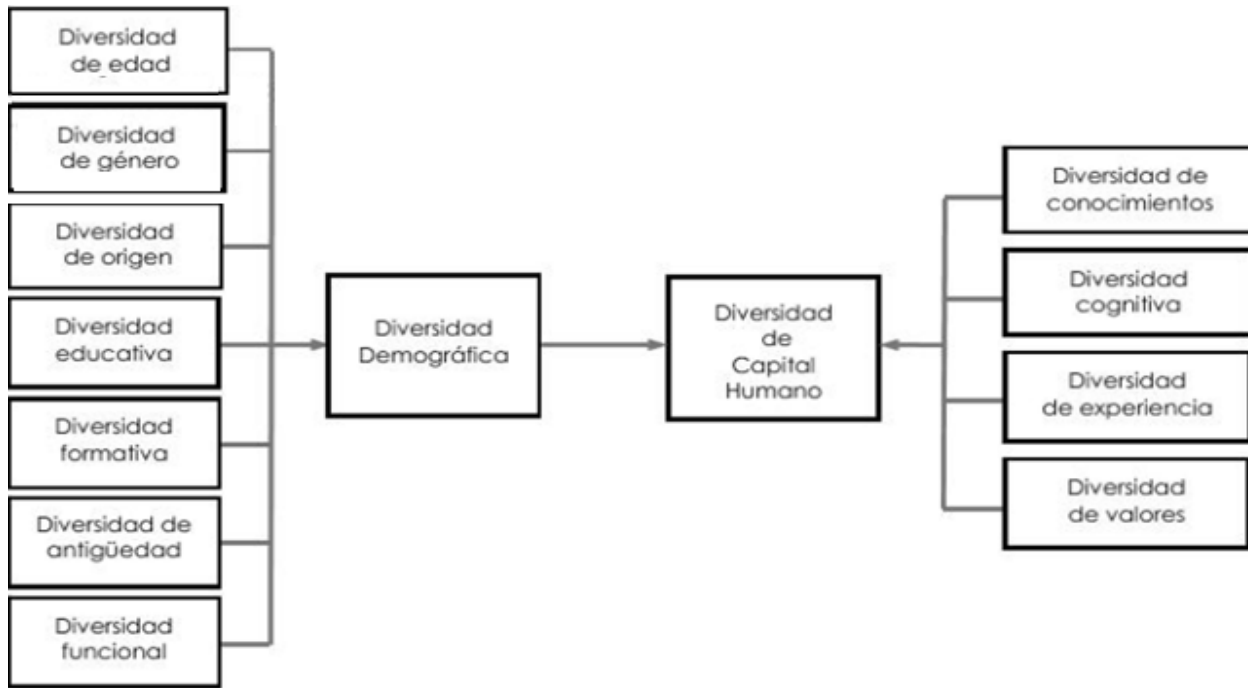 Diversidad
de edad
Diversidad
de género
Diversidad
de origen
Diversidad
educativa
Diversidad
formativa
Diversidad de
antigüedad
Diversidad
funcional
Diversidad
Demográfica
Diversidad
de
Capital
Humano
Diversidad de
conocimientos
Diversidad
cognitiva
Diversidad
de experiencia
Diversidad
de valores